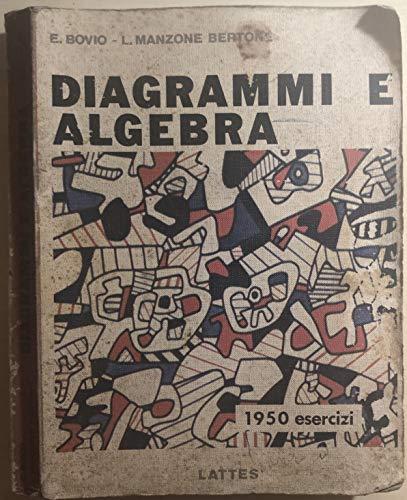 E. BOVIO - L. MANZONE BERTONE
DIAGRAMMI E
ALGEBRA
1950 esercizi
LATTES